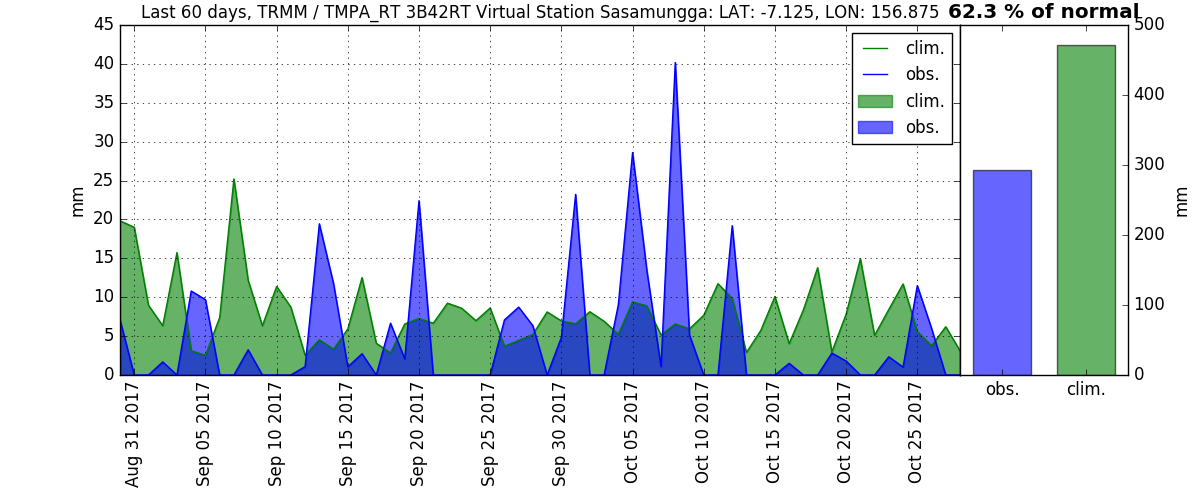 Last 60 days, TRMM / TMPA_RT 3B42RT Virtual Station Sasamungga: LAT: -7.125, LON: 156.875
62.3 % of normal
45
40
35
30
25
20
15
10
5
0
mm
clim.
obs.
clim.
obs.
Aug 31 2017
Sep 05 2017
Sep 10 2017
Sep 15 2017
Sep 20 2017
Sep 25 2017
Sep 30 2017
Oct 05 2017
Oct 10 2017
Oct 15 2017
Oct 20 2017
Oct 25 2017
500
400
300
200
100
0
mm
obs.
clim.